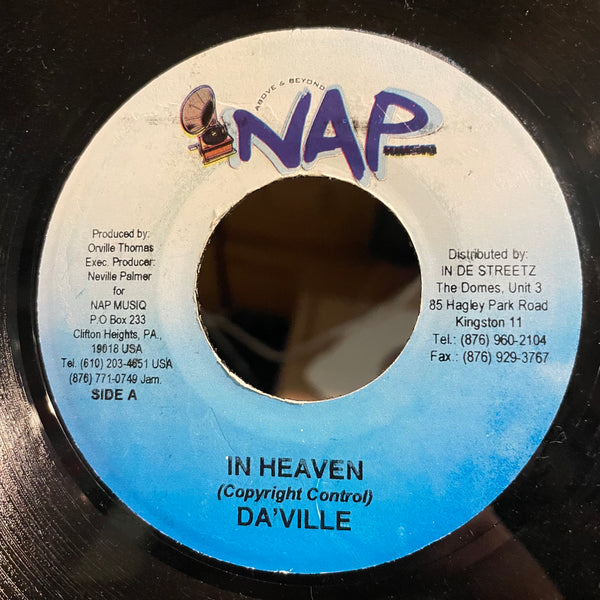 ABOVE & BEYOND
NAP
Produced by:
Orville Thomas
Exec. Producer:
Neville Palmer
for
NAP MUSIQ
P.O Box 233
Clifton Heights, PA.,
19018 USA
Tel. (610) 203-4651 USA
(876) 771-0749 Jam.
SIDE A
Distributed by:
IN DE STREETZ
The Domes, Unit 3
85 Hagley Park Road
Kingston 11
Tel.: (876) 960-2104
Fax.: (876) 929-3767
IN HEAVEN
(Copyright Control)
DA'VILLE